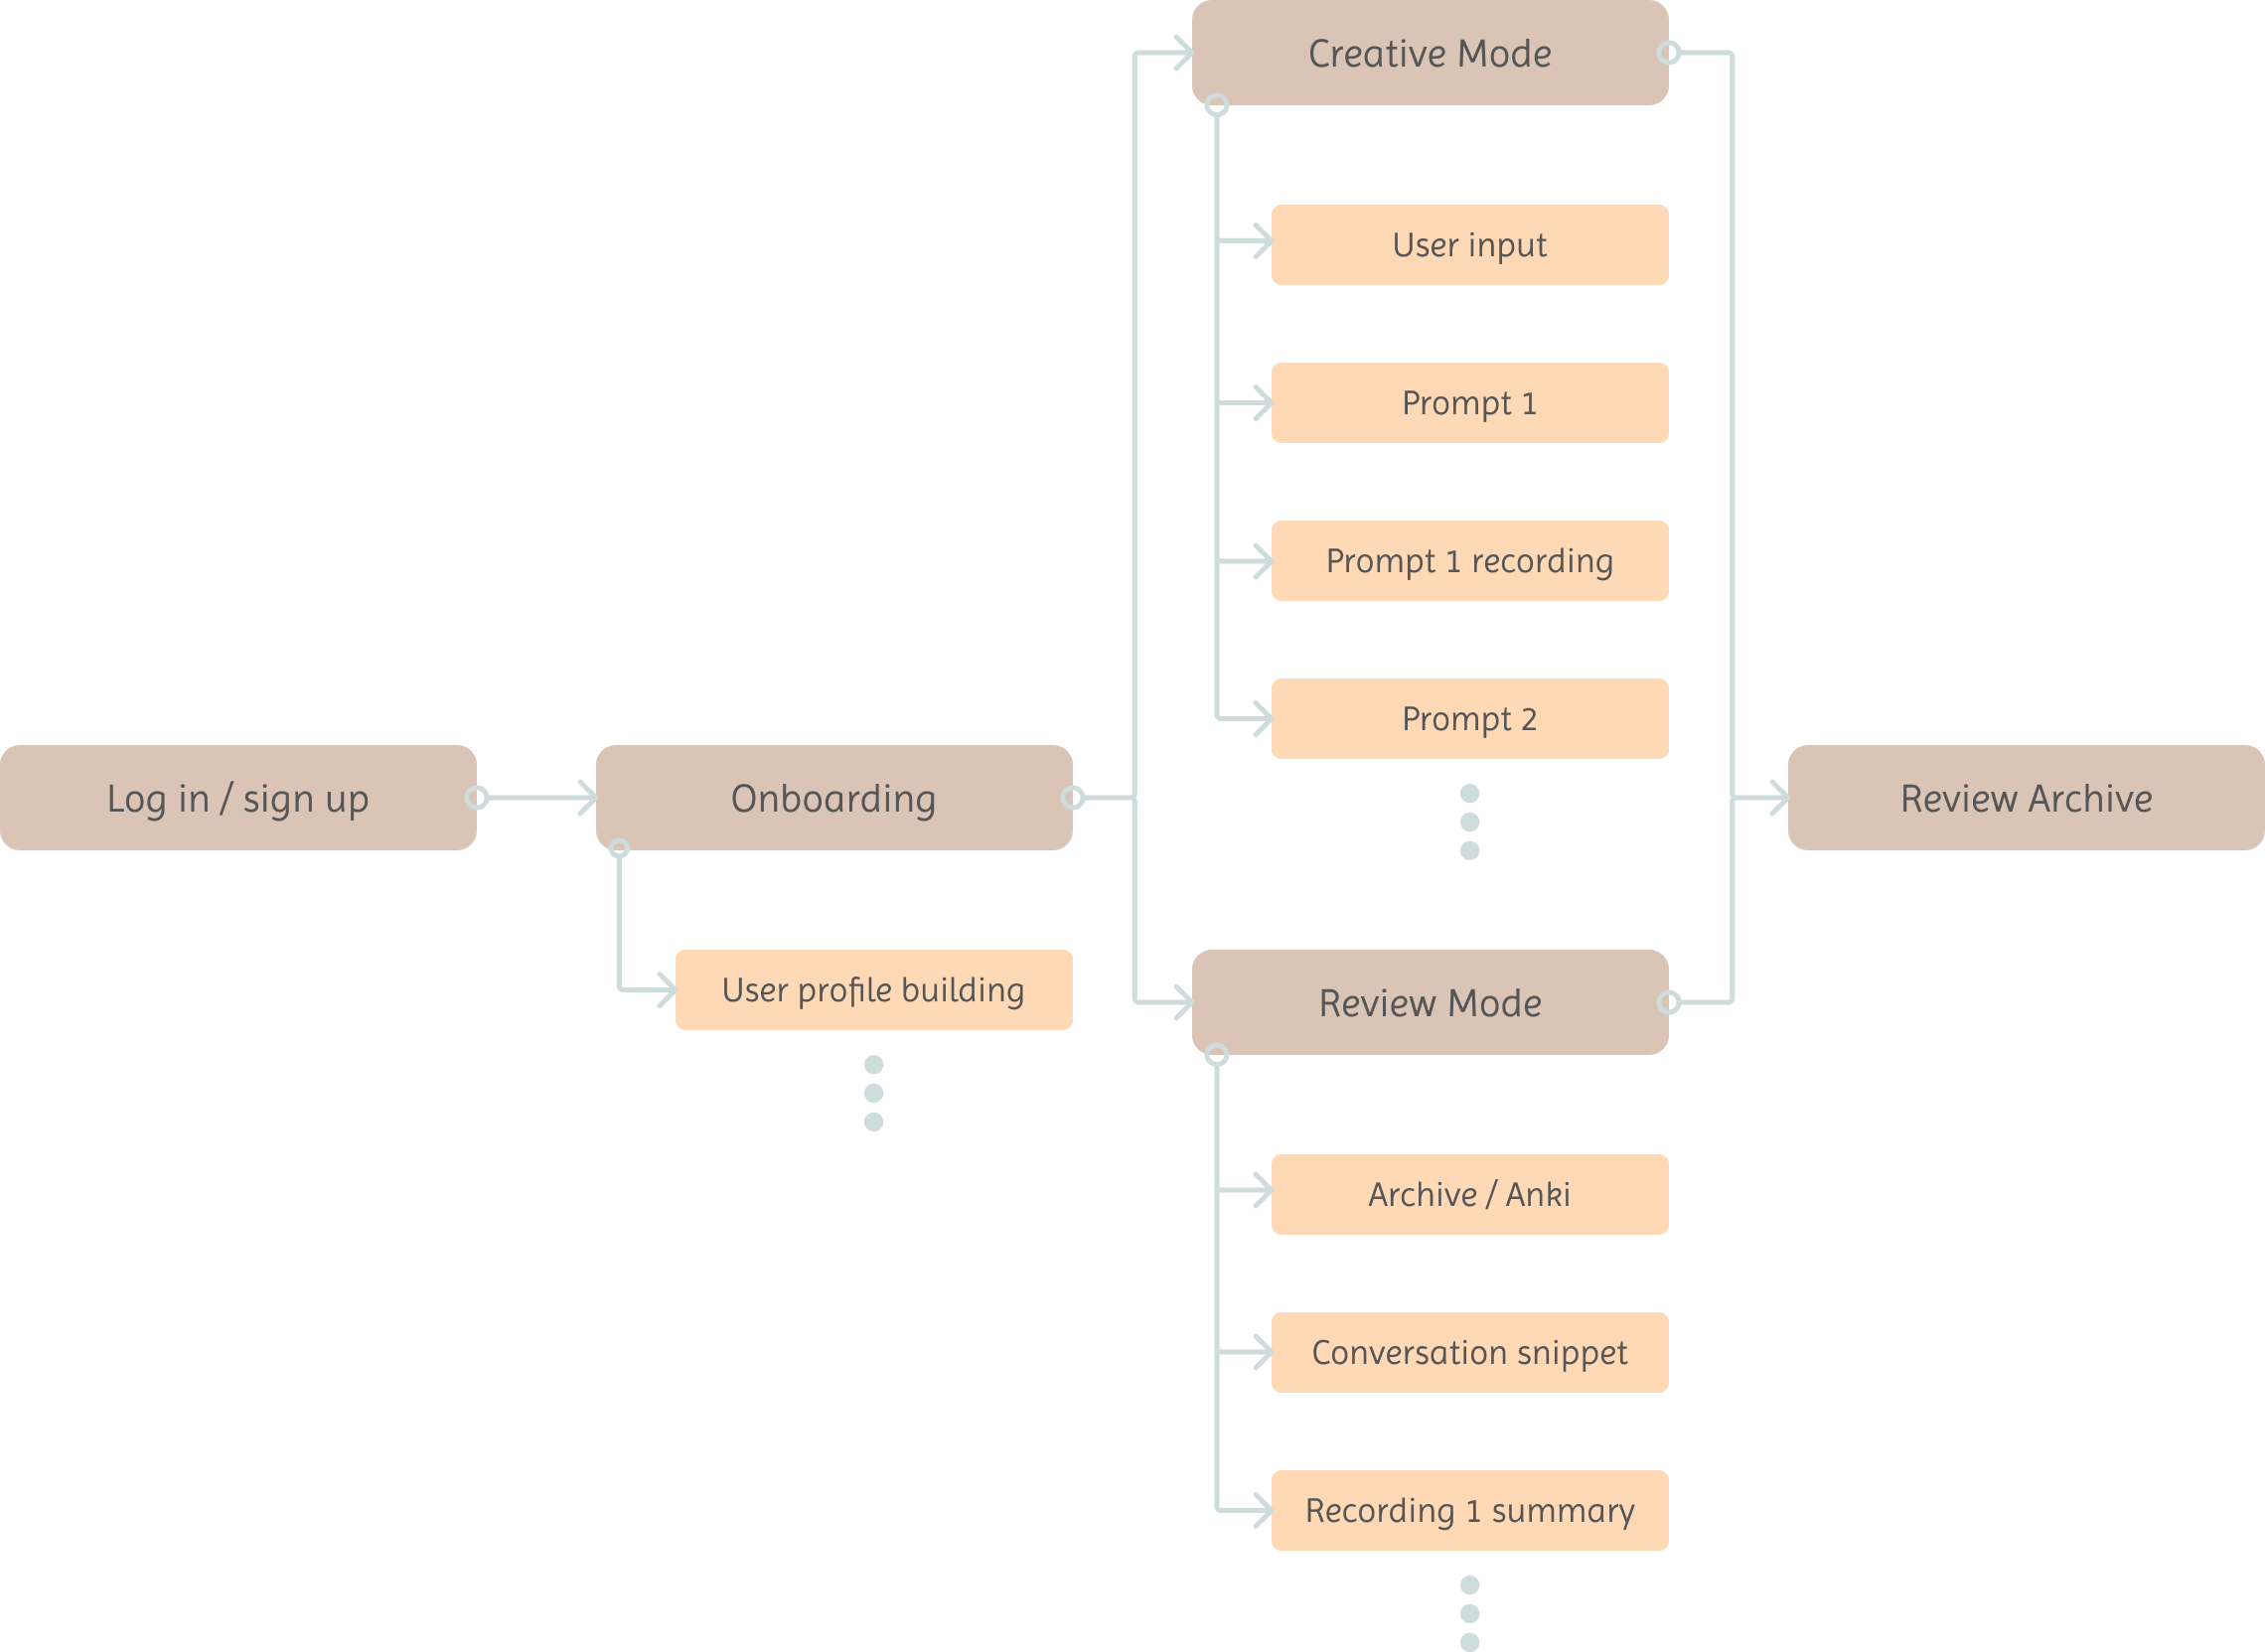 Log in / sign up
Onboarding
User profile building
Creative Mode
User input
Prompt 1
Prompt 1 recording
Prompt 2
Review Mode
Archive / Anki
Conversation snippet
Recording 1 summary
Review Archive